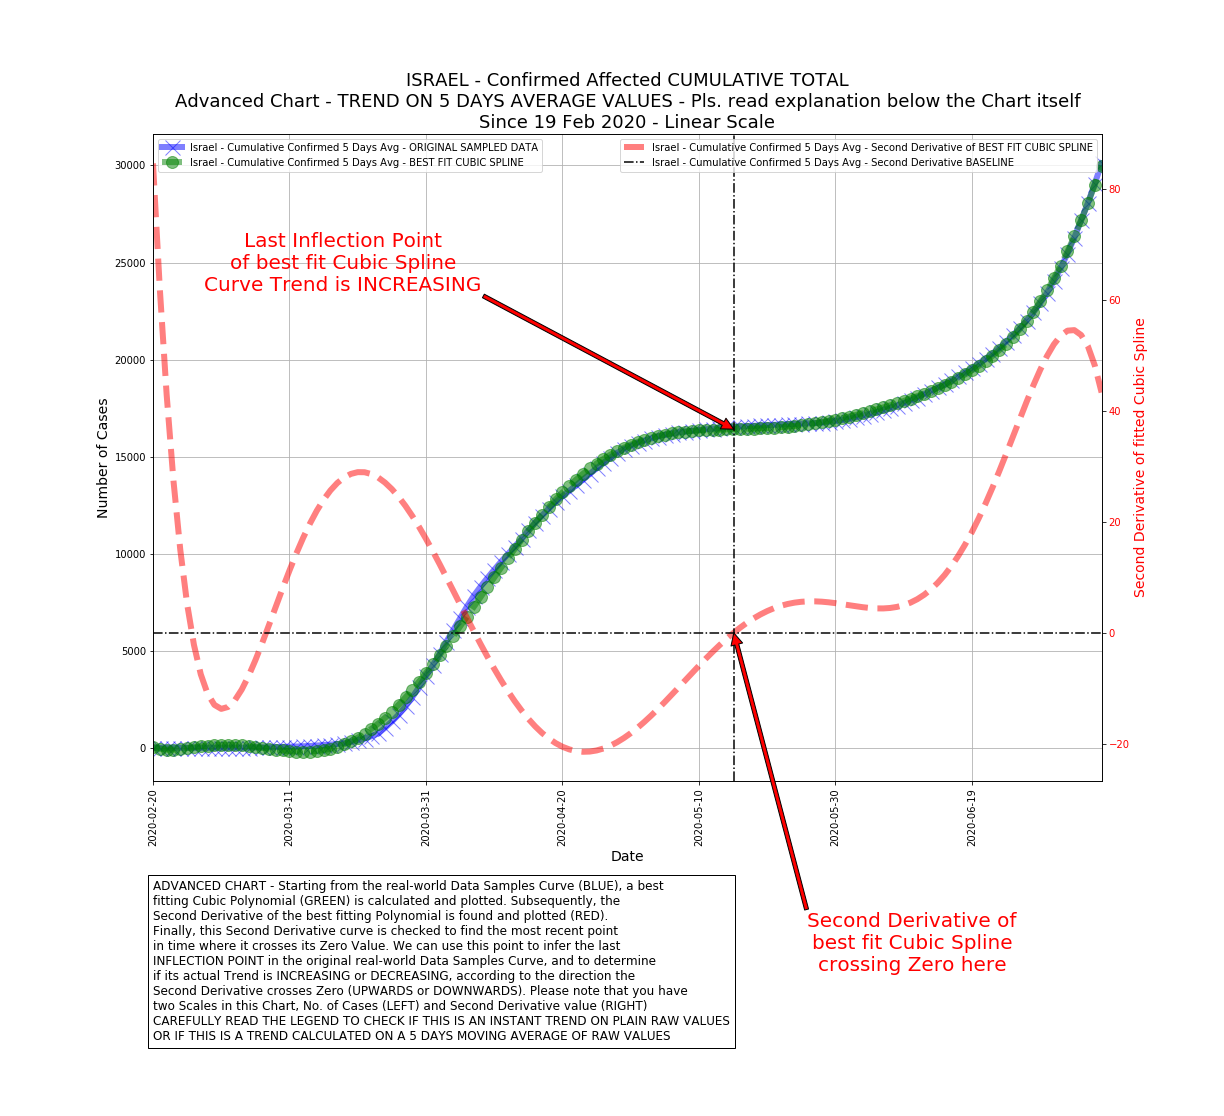 ISRAEL - Confirmed Affected CUMULATIVE TOTAL
Advanced Chart - TREND ON 5 DAYS AVERAGE VALUES - Pls. read explanation below the Chart itself
Since 19 Feb 2020 - Linear Scale
Israel - Cumulative Confirmed 5 Days Avg - ORIGINAL SAMPLED DATA
Israel - Cumulative Confirmed 5 Days Avg - BEST FIT CUBIC SPLINE
Israel - Cumulative Confirmed 5 Days Avg - Second Derivative of BEST FIT CUBIC SPLINE
Israel - Cumulative Confirmed 5 Days Avg - Second Derivative BASELINE
Last Inflection Point
of best fit Cubic Spline
Curve Trend is INCREASING
Number of Cases
30000
25000
20000
15000
10000
5000
0
Second Derivative of fitted Cubic Spline
80
60
40
20
0
−20
2020-02-20
2020-03-11
2020-03-31
2020-04-20
2020-05-10
2020-05-30
2020-06-19
Date
ADVANCED CHART - Starting from the real-world Data Samples Curve (BLUE), a best
fitting Cubic Polynomial (GREEN) is calculated and plotted. Subsequently, the
Second Derivative of the best fitting Polynomial is found and plotted (RED).
Finally, this Second Derivative curve is checked to find the most recent point
in time where it crosses its Zero Value. We can use this point to infer the last
INFLECTION POINT in the original real-world Data Samples Curve, and to determine
if its actual Trend is INCREASING or DECREASING, according to the direction the
Second Derivative crosses Zero (UPWARDS or DOWNWARDS). Please note that you have
two Scales in this Chart, No. of Cases (LEFT) and Second Derivative value (RIGHT)
CAREFULLY READ THE LEGEND TO CHECK IF THIS IS AN INSTANT TREND ON PLAIN RAW VALUES
OR IF THIS IS A TREND CALCULATED ON A 5 DAYS MOVING AVERAGE OF RAW VALUES
Second Derivative of
best fit Cubic Spline
crossing Zero here